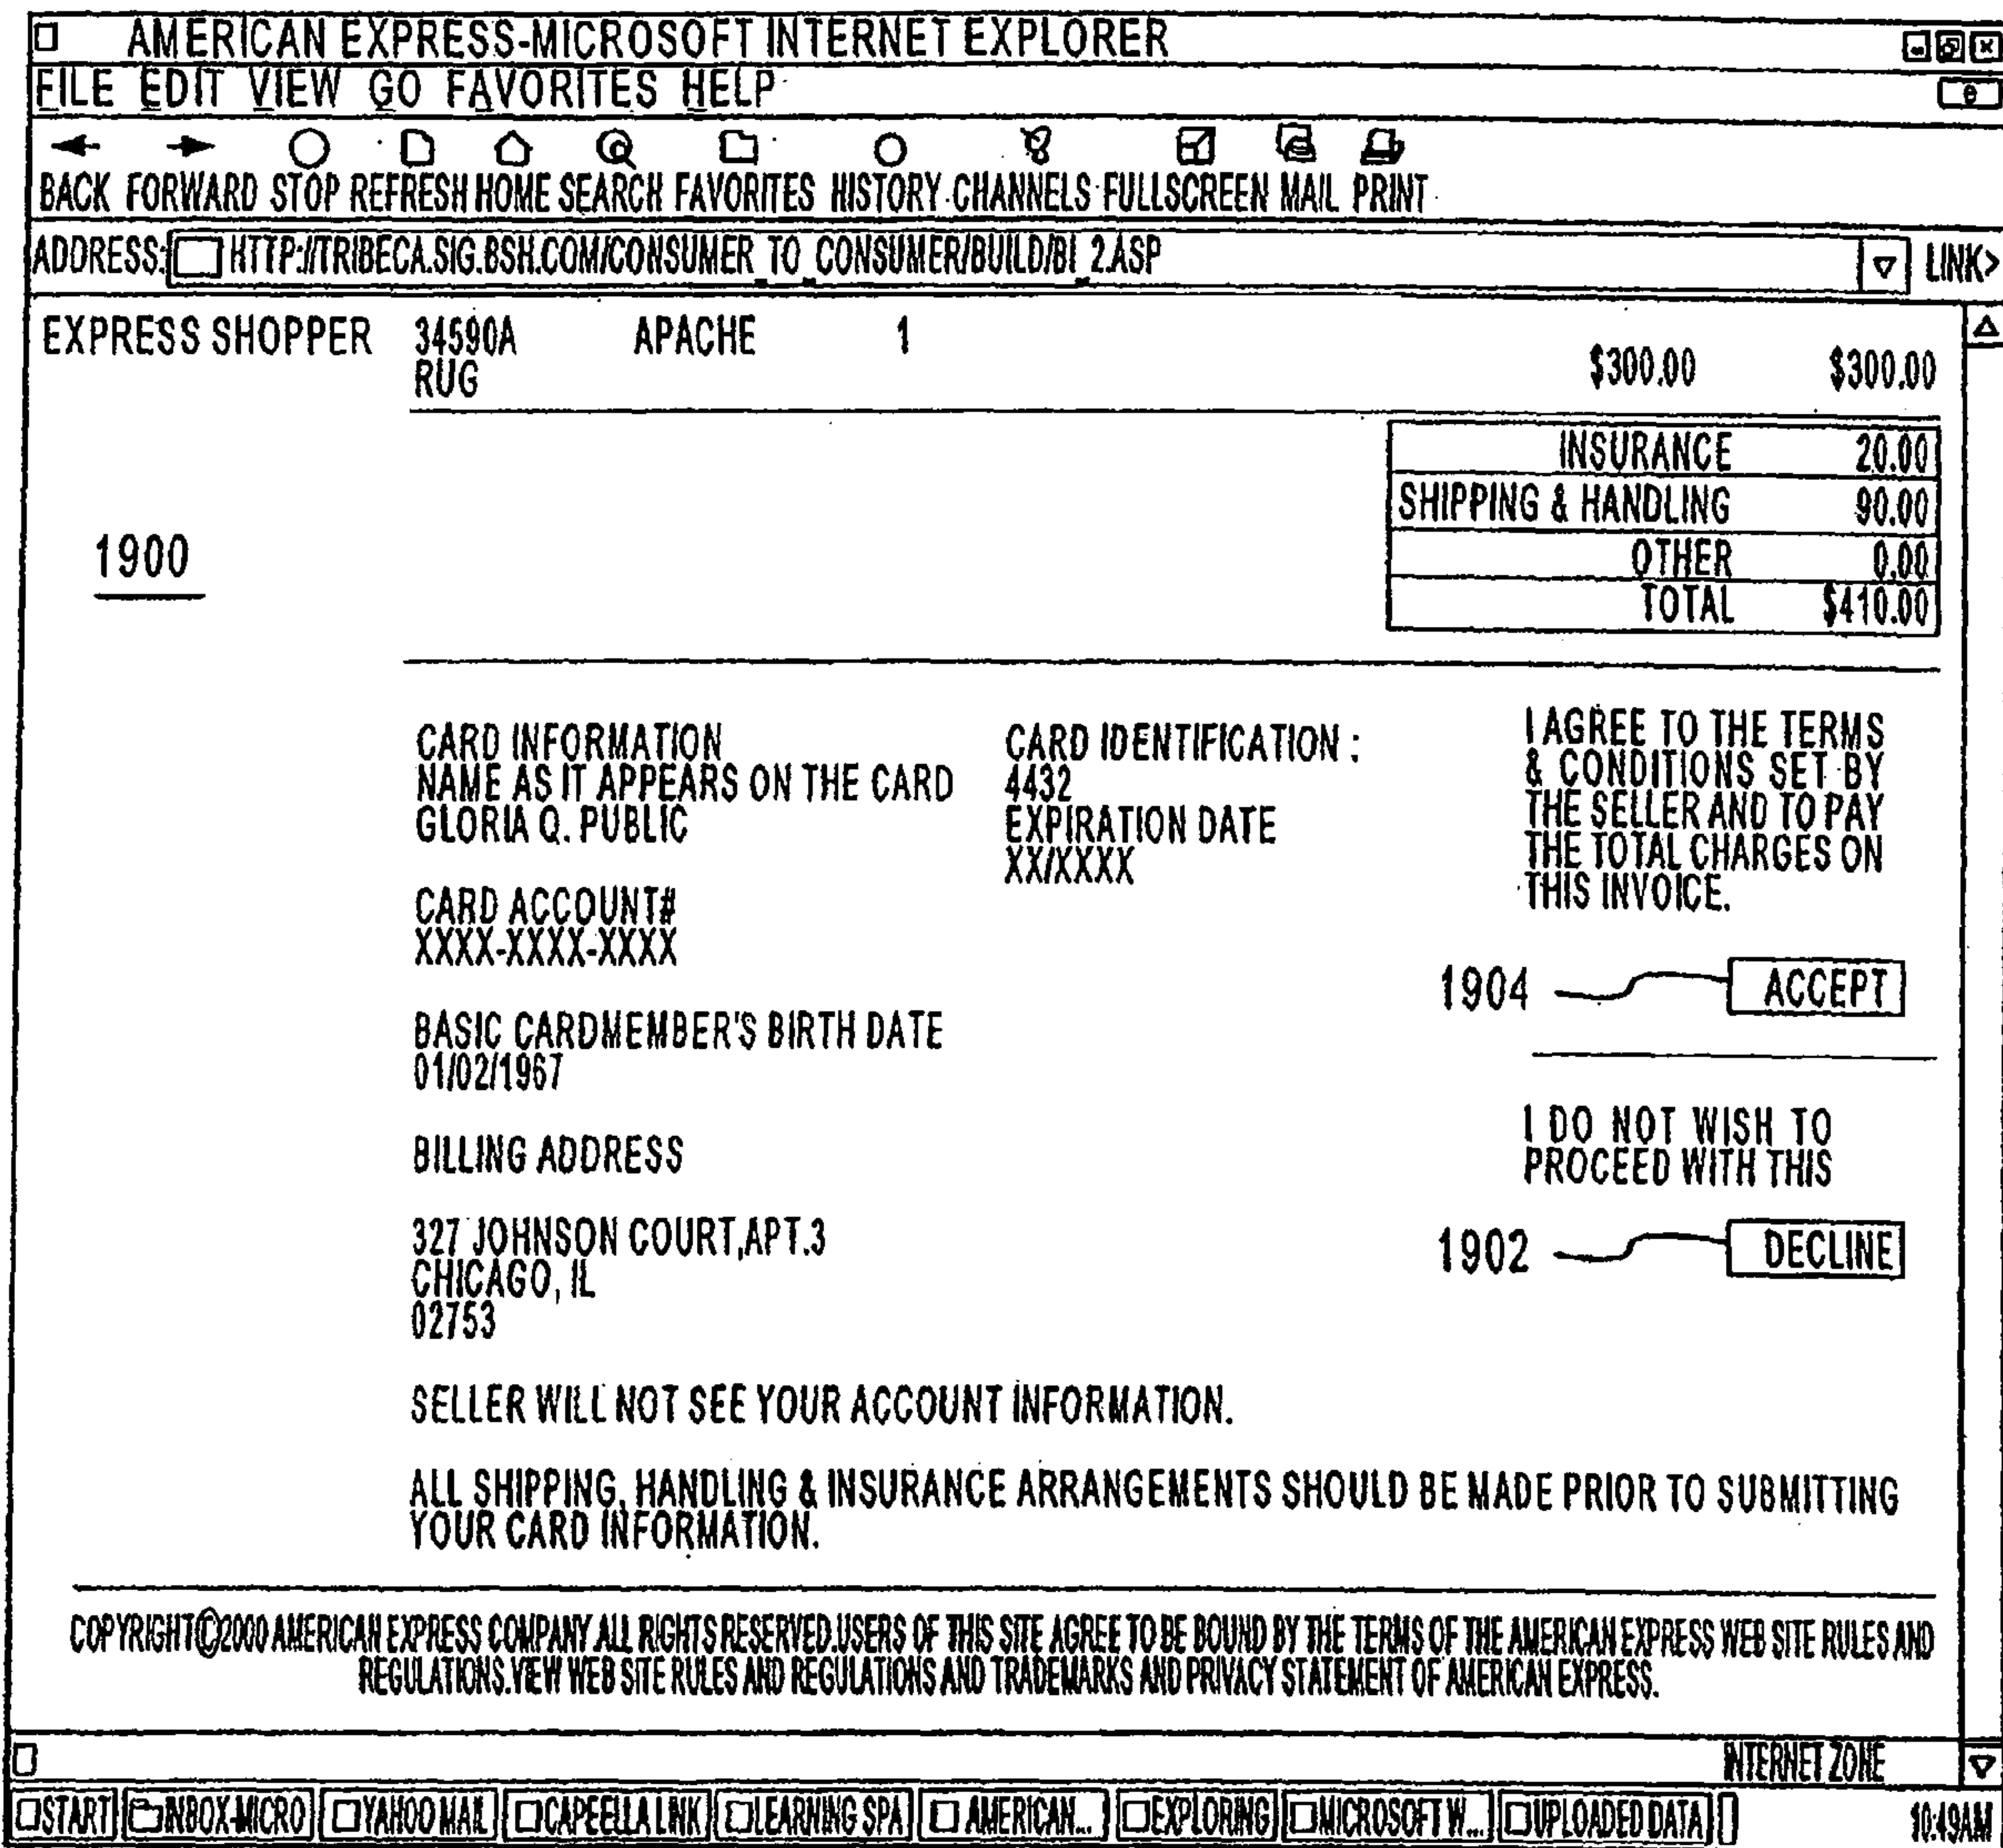 AMERICAN EXPRESS-MICROSOFT INTERNET EXPLORER
FILE EDIT VIEW GO FAVORITES HELP
e
BACK FORWARD STOP REFRESH HOME SEARCH FAVORITES HISTORY CHANNELS FULLSCREEN MAIL PRINT
ADDRESS: HTTP://TRIBECA.SIG.BSH.COM/CONSUMER_TO_CONSUMER/BUILD/BI_2.ASP LINK>
EXPRESS SHOPPER 34590A APACHE 1
RUG $300.00 $300.00
INSURANCE 20.00
SHIPPING & HANDLING 90.00
OTHER 0.00
TOTAL $410.00
1900
CARD INFORMATION
NAME AS IT APPEARS ON THE CARD
GLORIA Q. PUBLIC
CARD ACCOUNT#
XXXX-XXXX-XXXX
BASIC CARDMEMBER'S BIRTH DATE
01/02/1967
BILLING ADDRESS
327 JOHNSON COURT,APT.3
CHICAGO, IL
02753
CARD IDENTIFICATION :
4432
EXPIRATION DATE
XX/XXXX
I AGREE TO THE TERMS
& CONDITIONS SET BY
THE SELLER AND TO PAY
THE TOTAL CHARGES ON
THIS INVOICE.
1904 ACCEPT
I DO NOT WISH TO
PROCEED WITH THIS
1902 DECLINE
SELLER WILL NOT SEE YOUR ACCOUNT INFORMATION.
ALL SHIPPING, HANDLING & INSURANCE ARRANGEMENTS SHOULD BE MADE PRIOR TO SUBMITTING
YOUR CARD INFORMATION.
COPYRIGHT©2000 AMERICAN EXPRESS COMPANY ALL RIGHTS RESERVED.USERS OF THIS SITE AGREE TO BE BOUND BY THE TERMS OF THE AMERICAN EXPRESS WEB SITE RULES AND
REGULATIONS.VIEW WEB SITE RULES AND REGULATIONS AND TRADEMARKS AND PRIVACY STATEMENT OF AMERICAN EXPRESS.
INTERNET ZONE
START INBOX-MICRO YAHOO MAIL CAPEELLA LINK LEARNING SPA AMERICAN... EXPLORING MICROSOFT W... UPLOADED DATA 10:49AM